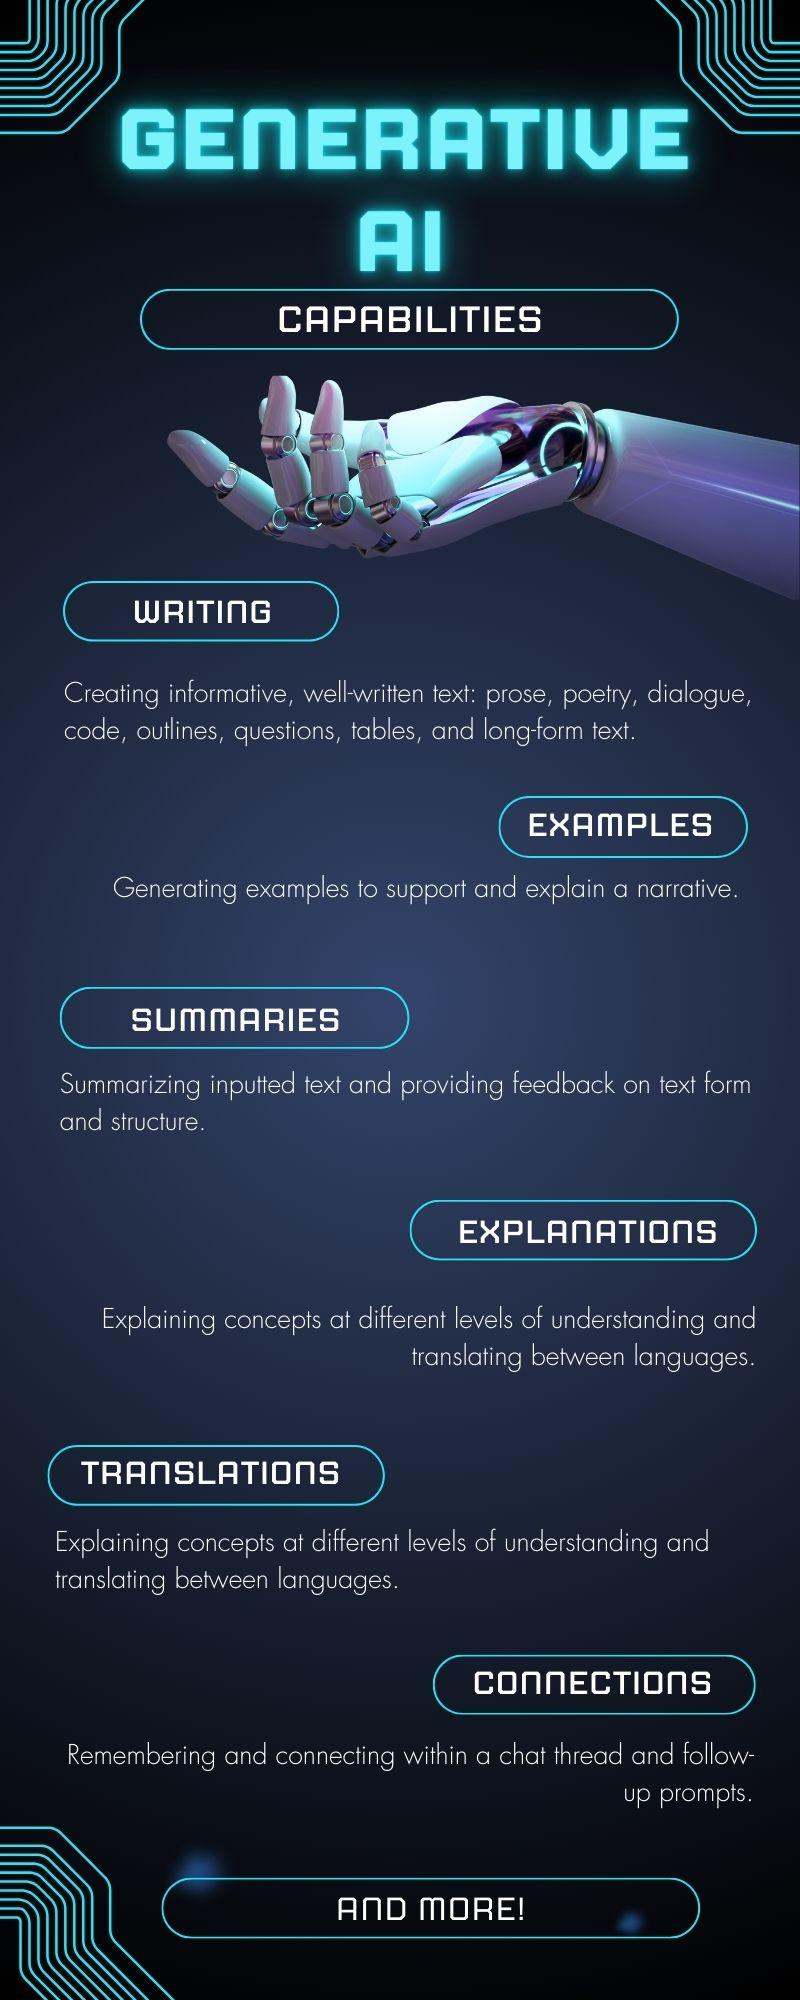 GENERATIVE
AI
CAPABILITIES
WRITING
Creating informative, well-written text: prose, poetry, dialogue,
code, outlines, questions, tables, and long-form text.
EXAMPLES
Generating examples to support and explain a narrative.
SUMMARIES
Summarizing inputted text and providing feedback on text form
and structure.
EXPLANATIONS
Explaining concepts at different levels of understanding and
translating between languages.
TRANSLATIONS
Explaining concepts at different levels of understanding and
translating between languages.
CONNECTIONS
Remembering and connecting within a chat thread and follow-
up prompts.
AND MORE!